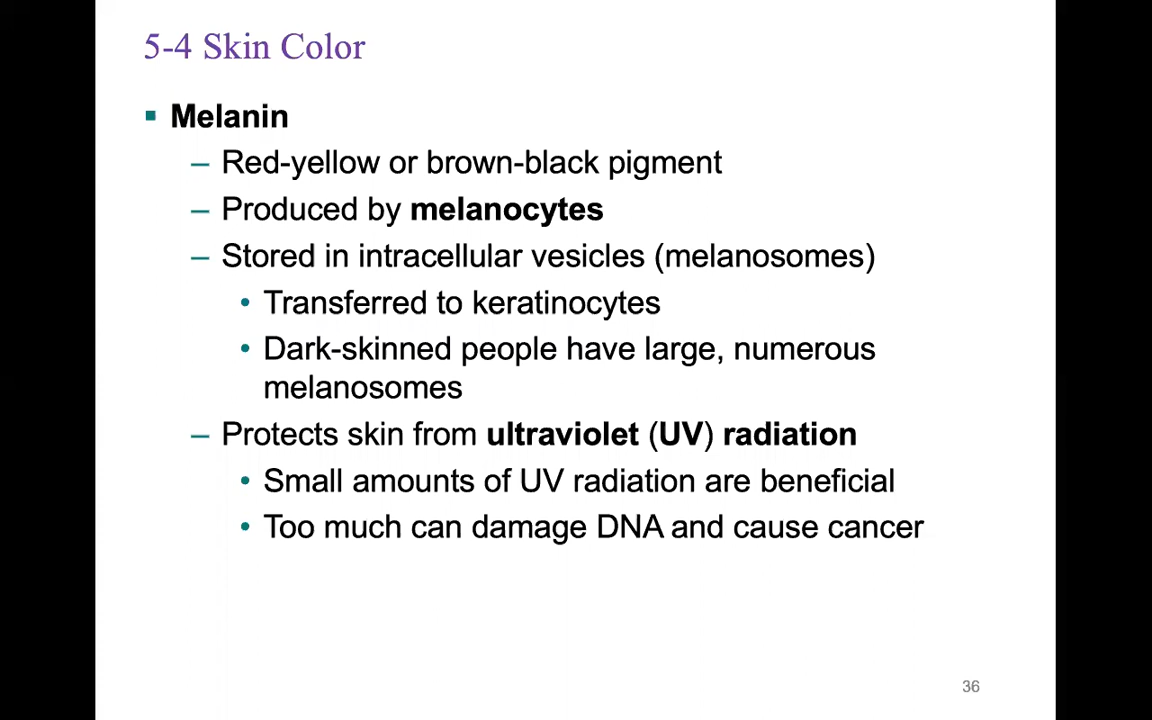 5-4 Skin Color
▪ Melanin
– Red-yellow or brown-black pigment
– Produced by melanocytes
– Stored in intracellular vesicles (melanosomes)
• Transferred to keratinocytes
• Dark-skinned people have large, numerous
melanosomes
– Protects skin from ultraviolet (UV) radiation
• Small amounts of UV radiation are beneficial
• Too much can damage DNA and cause cancer
36